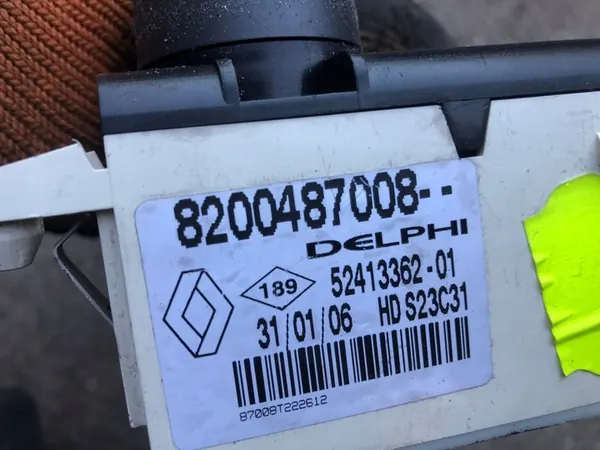 8200487008--
DELPHI
189
52413362-01
31/01/06 HD S23C31
87008T222612